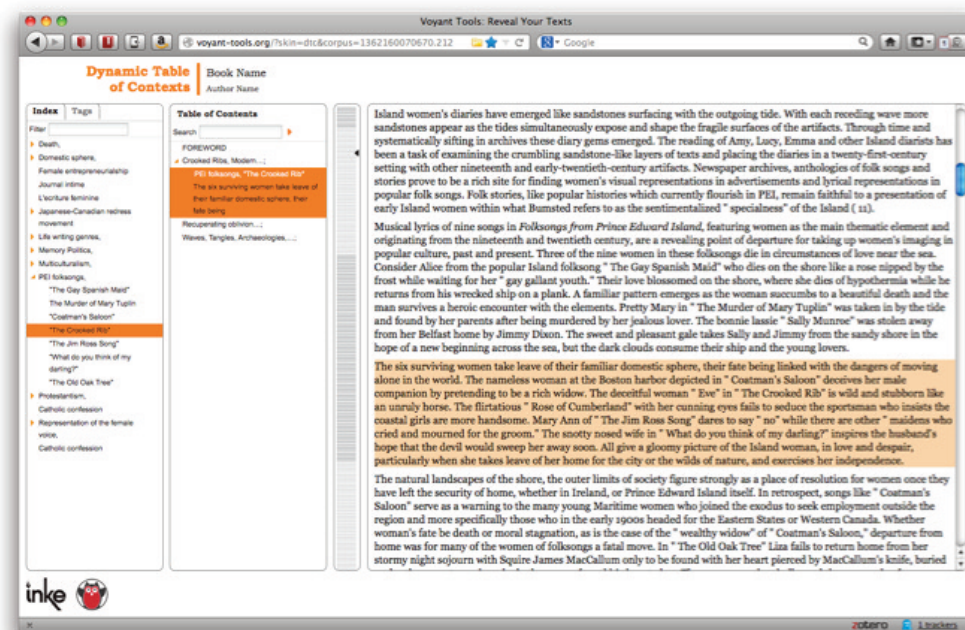 Voyant Tools: Reveal Your Texts
voyant-tools.org/?skin=dtc&corpus=1362160070670.212
Google
Dynamic Table
of Contexts
Book Name
Author Name
Index
Tags
Filter
Death,
Domestic sphere,
Female entrepreneurialship
Journal intime
L'ecriture feminine
Japanese-Canadian redress
movement
Life writing genres,
Memory Politics,
Multiculturalism,
PEI folksongs,
"The Gay Spanish Maid"
The Murder of Mary Tuplin
"Coatman's Saloon"
"The Crooked Rib"
"The Jim Ross Song"
"What do you think of my
darling?"
"The Old Oak Tree"
Protestantism,
Catholic confession
Representation of the female
voice,
Catholic confession
Table of Contents
Search
FOREWORD
Crooked Ribs, Modern...;
PEI folksongs, "The Crooked Rib"
The six surviving women take leave of
their familiar domestic sphere, their
fate being
Recuperating oblivion...;
Waves, Tangles, Archaeologies,...;
Island women's diaries have emerged like sandstones surfacing with the outgoing tide. With each receding wave more
sandstones appear as the tides simultaneously expose and shape the fragile surfaces of the artifacts. Through time and
systematically sifting in archives these diary gems emerged. The reading of Amy, Lucy, Emma and other Island diarists has
been a task of examining the crumbling sandstone-like layers of texts and placing the diaries in a twenty-first-century
setting with other nineteenth and early-twentieth-century artifacts. Newspaper archives, anthologies of folk songs and
stories prove to be a rich site for finding women's visual representations in advertisements and lyrical representations in
popular folk songs. Folk stories, like popular histories which currently flourish in PEI, remain faithful to a presentation of
early Island women within what Bumsted refers to as the sentimentalized " specialness" of the Island ( 11).
Musical lyrics of nine songs in Folksongs from Prince Edward Island, featuring women as the main thematic element and
originating from the nineteenth and twentieth century, are a revealing point of departure for taking up women's imaging in
popular culture, past and present. Three of the nine women in these folksongs die in circumstances of love near the sea.
Consider Alice from the popular Island folksong " The Gay Spanish Maid" who dies on the shore like a rose nipped by the
frost while waiting for her " gay gallant youth." Their love blossomed on the shore, where she dies of hypothermia while he
returns from his wrecked ship on a plank. A familiar pattern emerges as the woman succumbs to a beautiful death and the
man survives a heroic encounter with the elements. Pretty Mary in " The Murder of Mary Tuplin" was taken in by the tide
and found by her parents after being murdered by her jealous lover. The bonnie lassie " Sally Munroe" was stolen away
from her Belfast home by Jimmy Dixon. The sweet and pleasant gale takes Sally and Jimmy from the sandy shore in the
hope of a new beginning across the sea, but the dark clouds consume their ship and the young lovers.
The six surviving women take leave of their familiar domestic sphere, their fate being linked with the dangers of moving
alone in the world. The nameless woman at the Boston harbor depicted in " Coatman's Saloon" deceives her male
companion by pretending to be a rich widow. The deceitful woman " Eve" in " The Crooked Rib" is wild and stubborn like
an unruly horse. The flirtatious " Rose of Cumberland" with her cunning eyes fails to seduce the sportsman who insists the
coastal girls are more handsome. Mary Ann of " The Jim Ross Song" dares to say " no" while there are other " maidens who
cried and mourned for the groom." The snotty nosed wife in " What do you think of my darling?" inspires the husband's
hope that the devil would sweep her away soon. All give a gloomy picture of the Island woman, in love and despair,
particularly when she takes leave of her home for the city or the wilds of nature, and exercises her independence.
The natural landscapes of the shore, the outer limits of society figure strongly as a place of resolution for women once they
have left the security of home, whether in Ireland, or Prince Edward Island itself. In retrospect, songs like " Coatman's
Saloon" serve as a warning to the many young Maritime women who joined the exodus to seek employment outside the
region and more specifically those who in the early 1900s headed for the Eastern States or Western Canada. Whether
woman's fate be death or moral stagnation, as is the case of the " wealthy widow" of " Coatman's Saloon," departure from
home was for many of the women of folksongs a fatal move. In " The Old Oak Tree" Liza fails to return home from her
stormy night sojourn with Squire James MacCallum only to be found with her heart pierced by MacCallum's knife, buried
inke
zotero
1 trackers